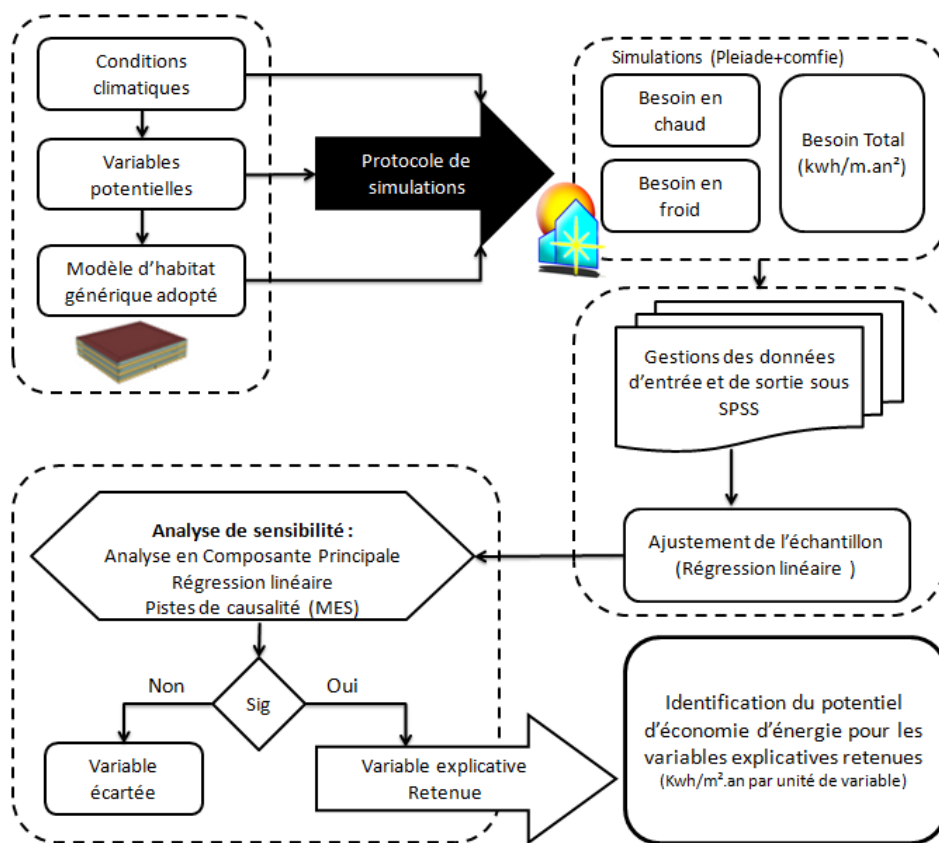 Conditions
climatiques
Variables
potentielles
Modèle d'habitat
générique adopté
Protocole de
simulations
Simulations (Pleiade+comfie)
Besoin en
chaud
Besoin en
froid
Besoin Total
(kwh/m.an²)
Gestions des données
d'entrée et de sortie sous
SPSS
Ajustement de l'échantillon
(Régression linéaire )
Analyse de sensibilité :
Analyse en Composante Principale
Régression linéaire
Pistes de causalité (MES)
Non
Sig
Oui
Variable
écartée
Variable explicative
Retenue
Identification du potentiel
d'économie d'énergie pour les
variables explicatives retenues
(Kwh/m².an par unité de variable)